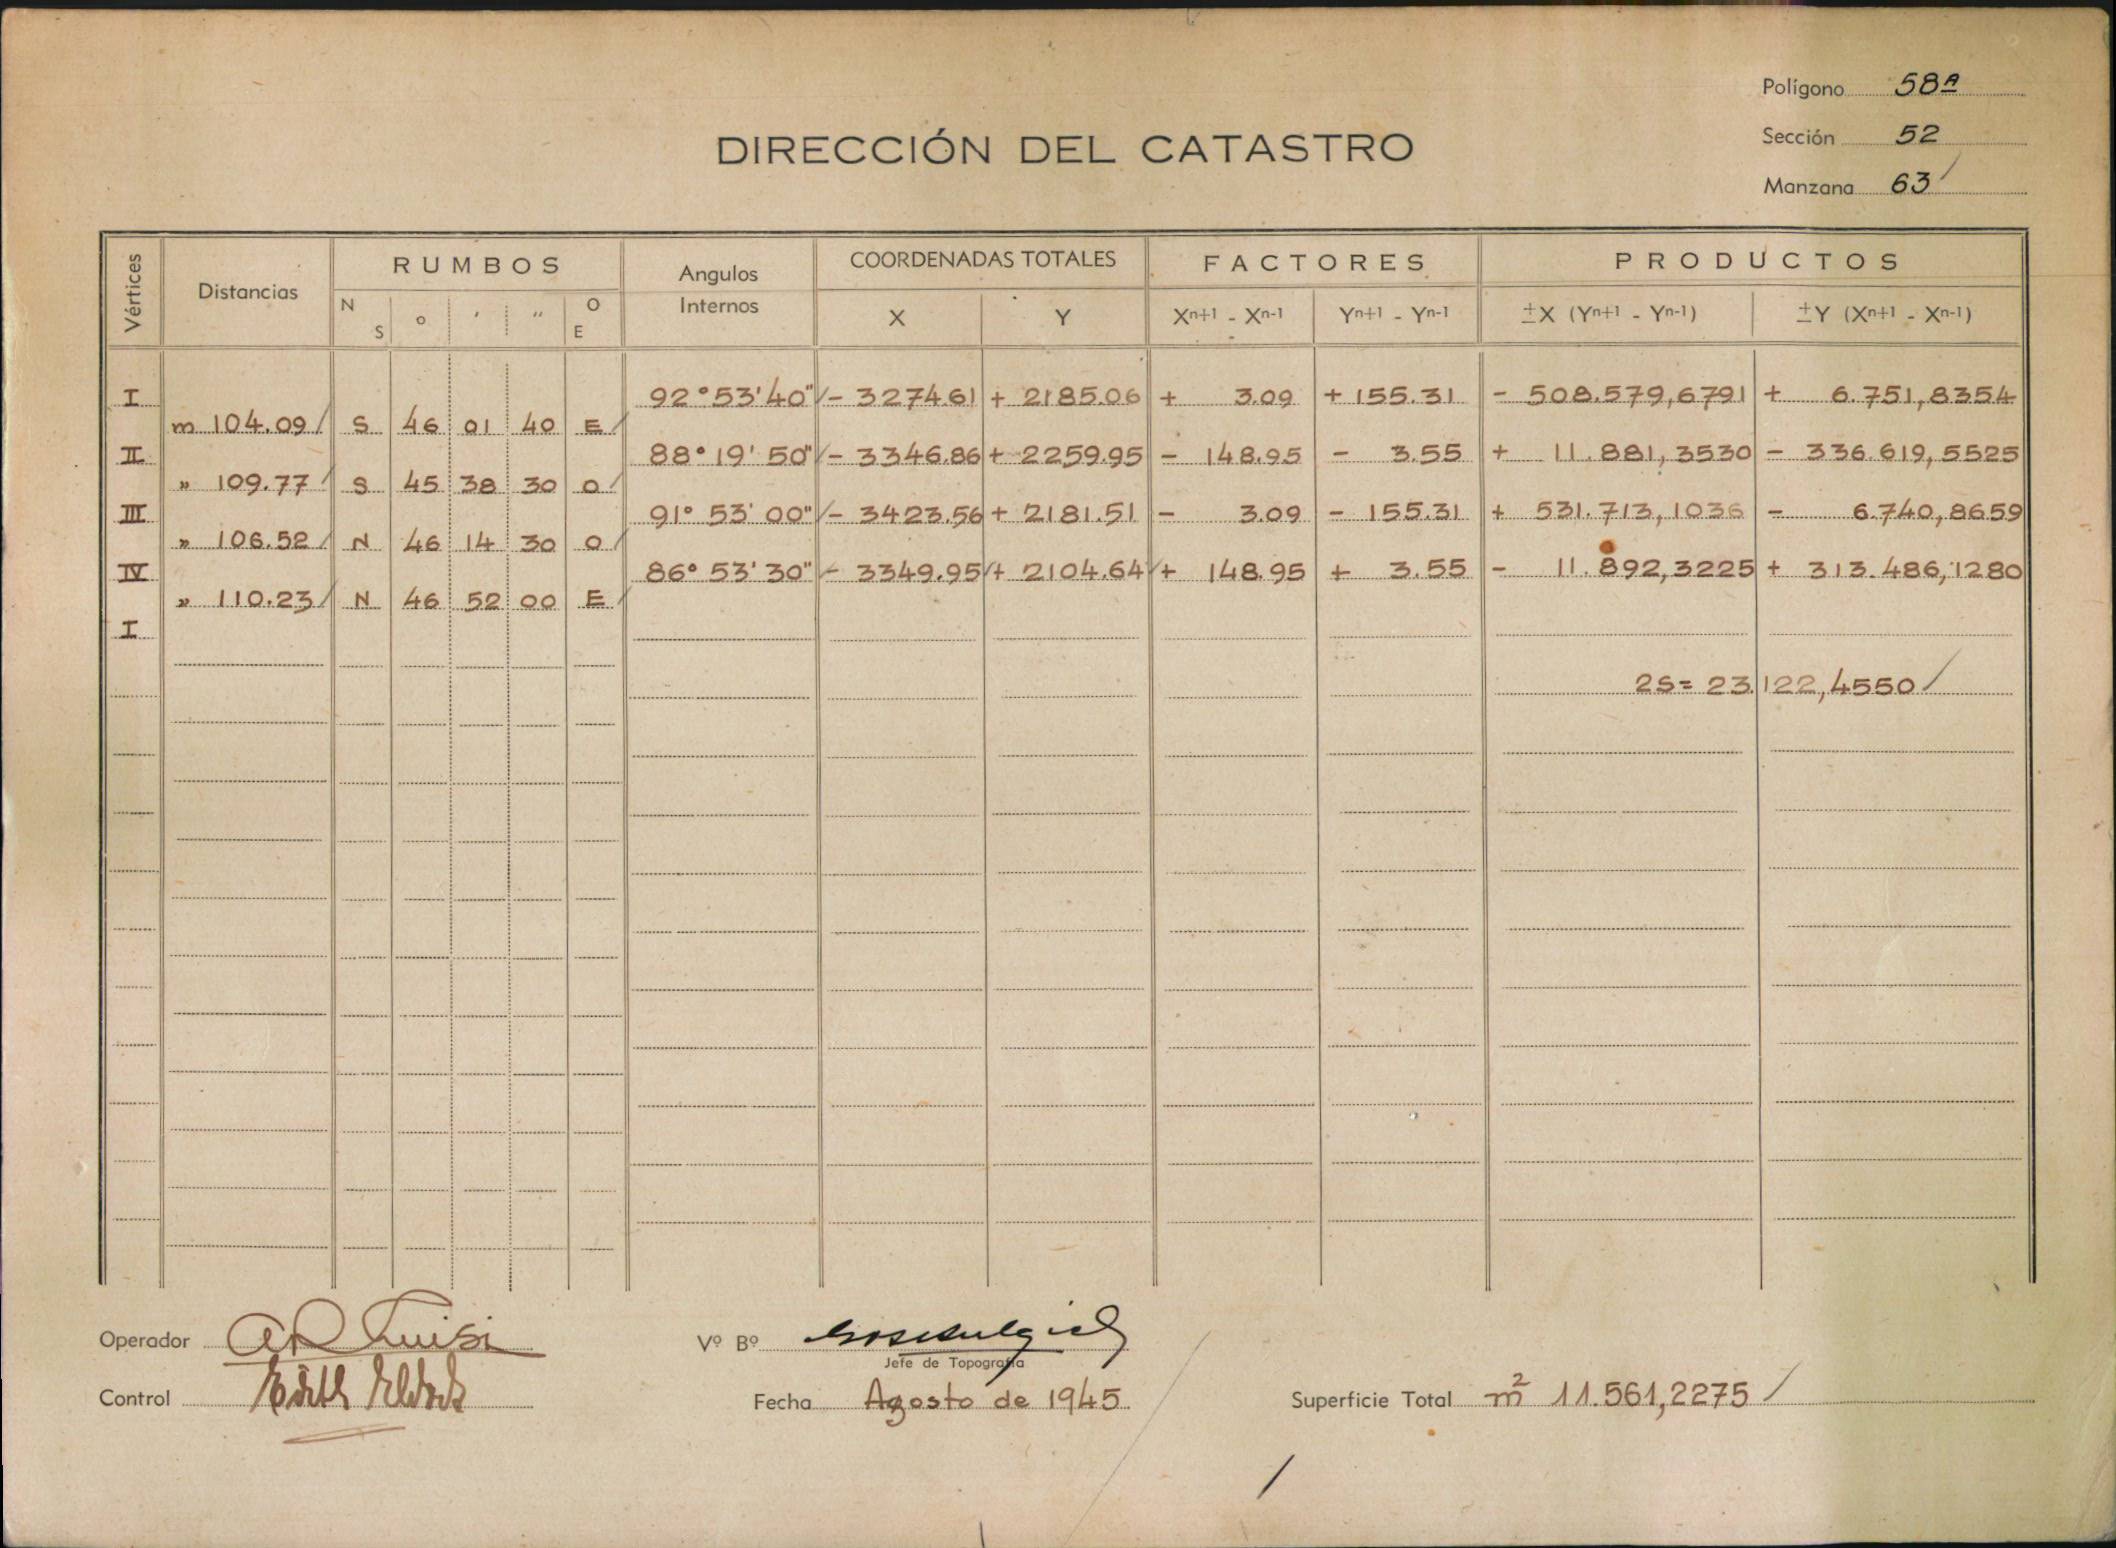 Polígono 58A
Sección 52
Manzana 63
DIRECCIÓN DEL CATASTRO
Vértices Distancias RUMBOS Angulos Internos COORDENADAS TOTALES FACTORES PRODUCTOS
N S ° ' " O E X Y Xn+1 - Xn-1 Yn+1 - Yn-1 ±X (Yn+1 - Yn-1) ±Y (Xn+1 - Xn-1)
I 92°53'40" - 3274.61 + 2185.06 + 3.09 + 155.31 - 508.579,6791 + 6.751,8354
m 104.09 S 46 01 40 E
II 88°19'50" - 3346.86 + 2259.95 - 148.95 - 3.55 + 11.881,3530 - 336.619,5525
" 109.77 S 45 38 30 O
III 91°53'00" - 3423.56 + 2181.51 - 3.09 - 155.31 + 531.713,1036 - 6.740,8659
" 106.52 N 46 14 30 O
IV 86°53'30" - 3349.95 + 2104.64 + 148.95 + 3.55 - 11.892,3225 + 313.486,1280
" 110.23 N 46 52 00 E
I
2S = 23.122,4550
Operador
Vº Bº
Jefe de Topografía
Control Edith
Fecha Agosto de 1945
Superficie Total m² 11.561,2275